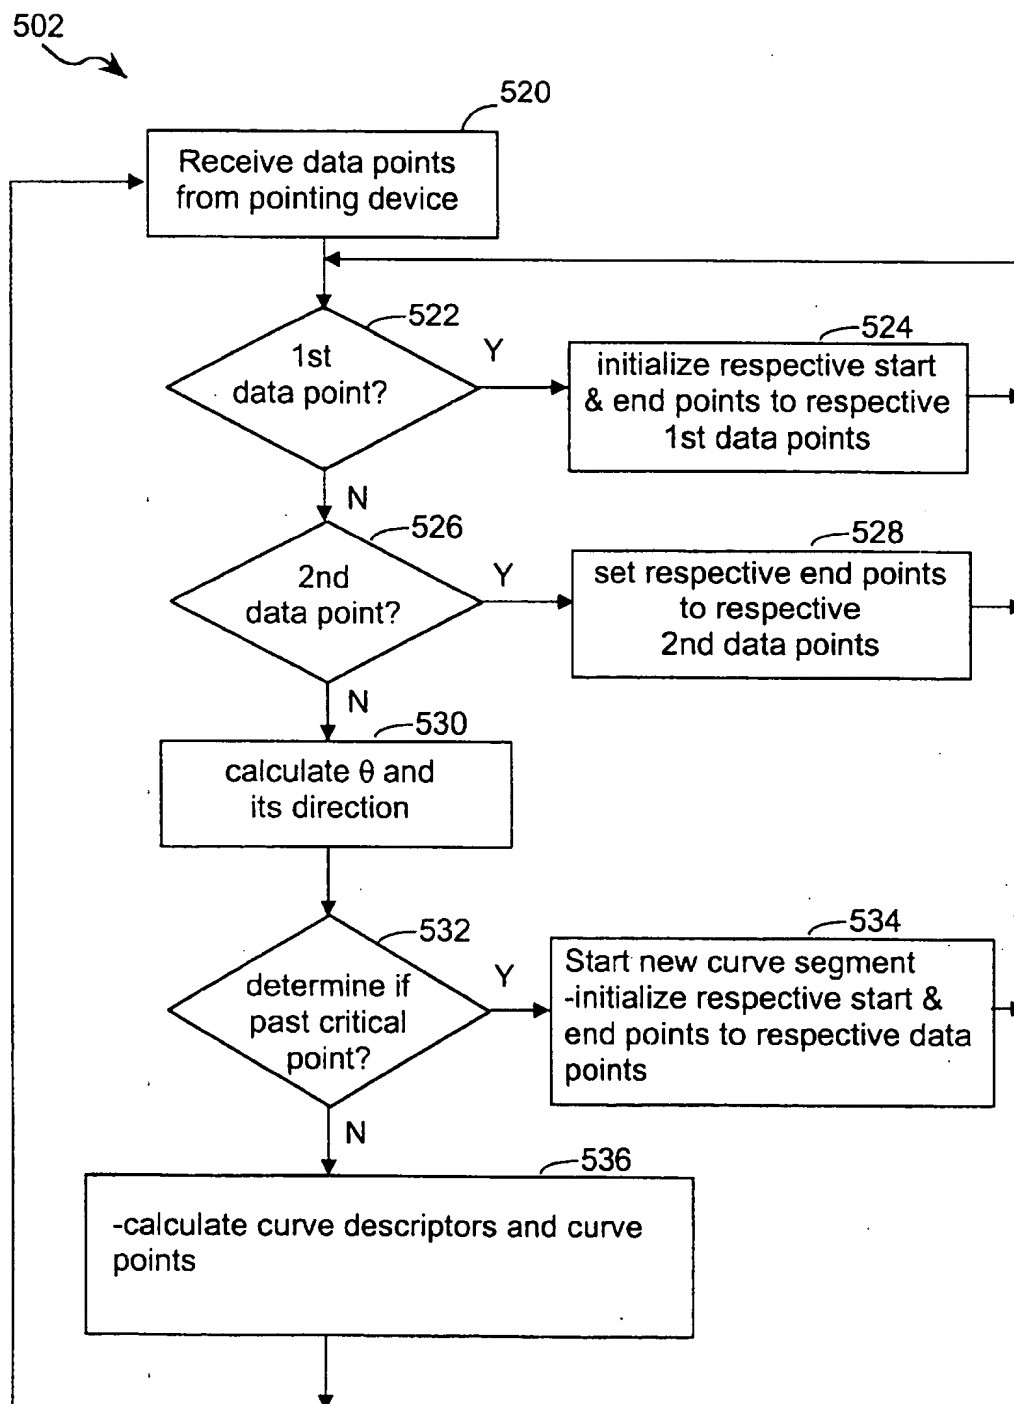 502
520
Receive data points
from pointing device
522
1st
data point?
Y
524
initialize respective start
& end points to respective
1st data points
N
526
2nd
data point?
Y
528
set respective end points
to respective
2nd data points
N
530
calculate θ and
its direction
532
determine if
past critical
point?
Y
534
Start new curve segment
-initialize respective start &
end points to respective data
points
N
536
-calculate curve descriptors and curve
points